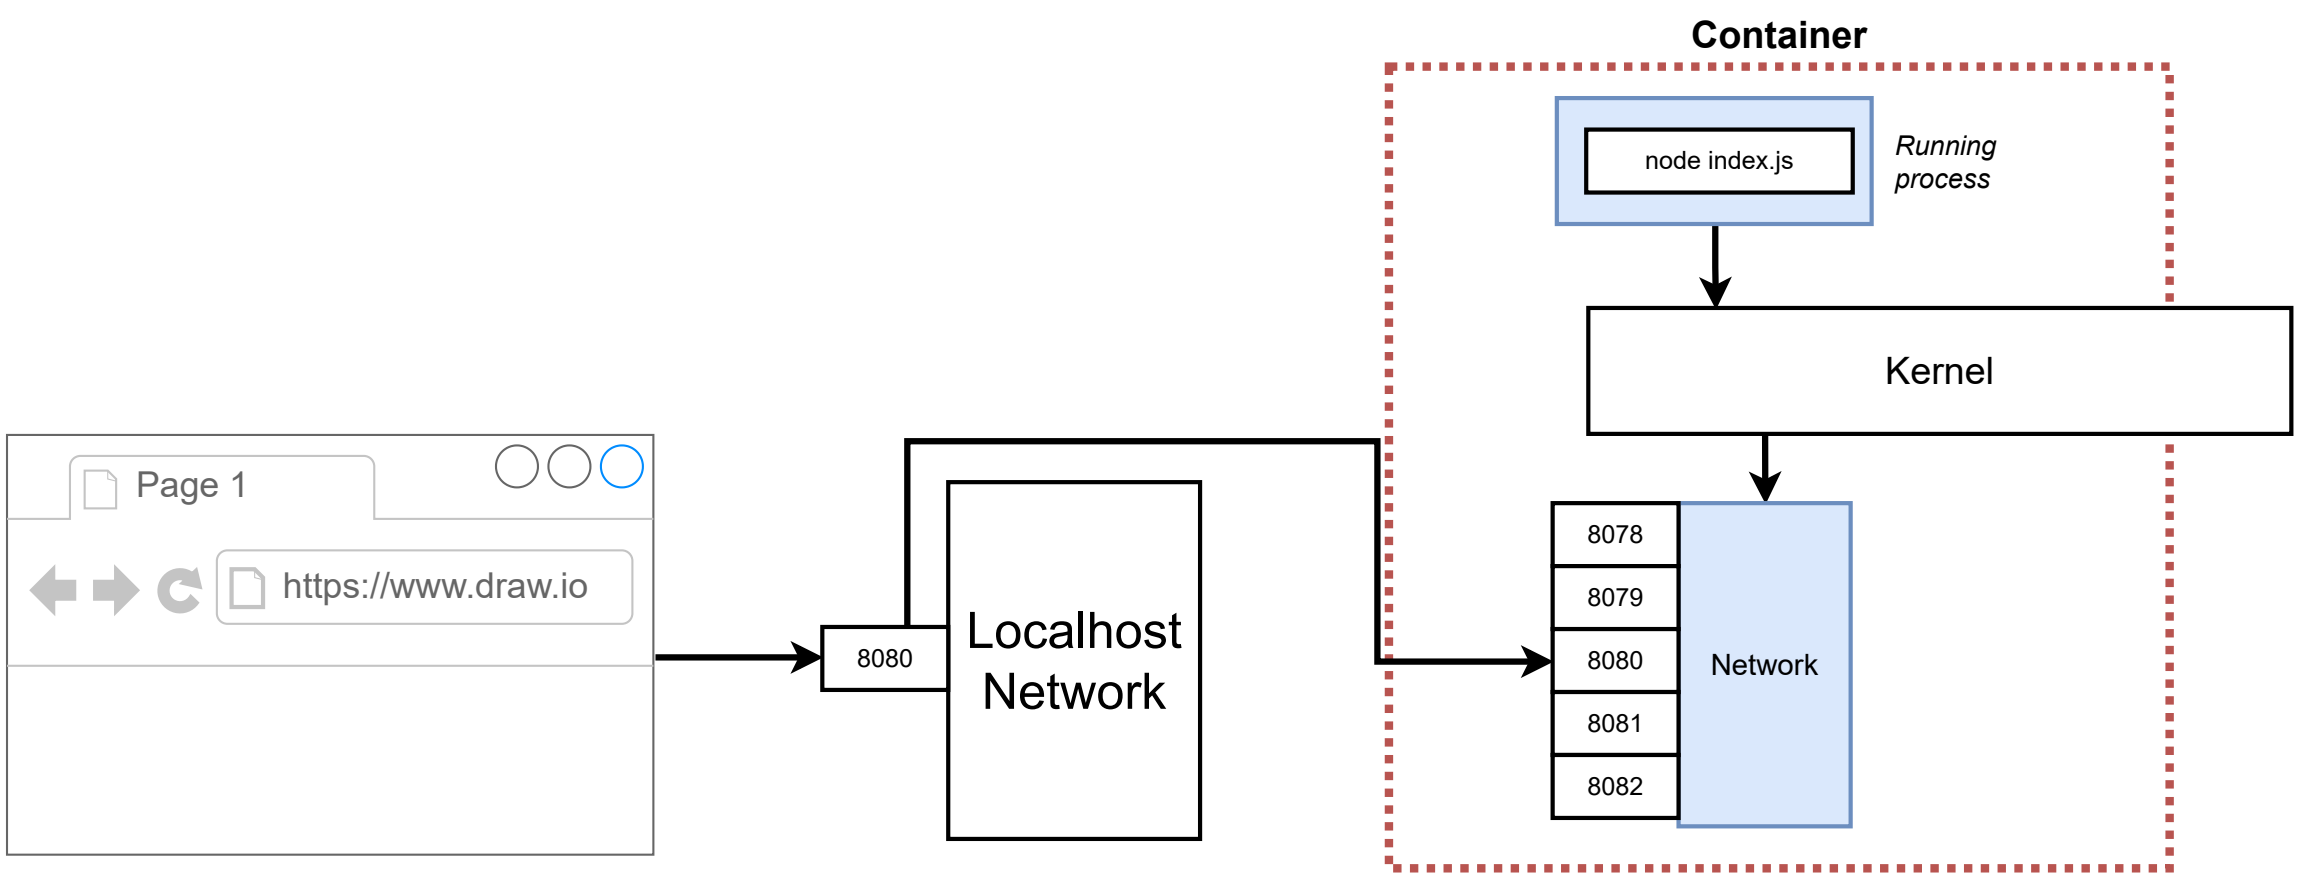 Container
node index.js
Running
process
Kernel
Page 1
https://www.draw.io
8080
Localhost
Network
8078
8079
8080
8081
8082
Network